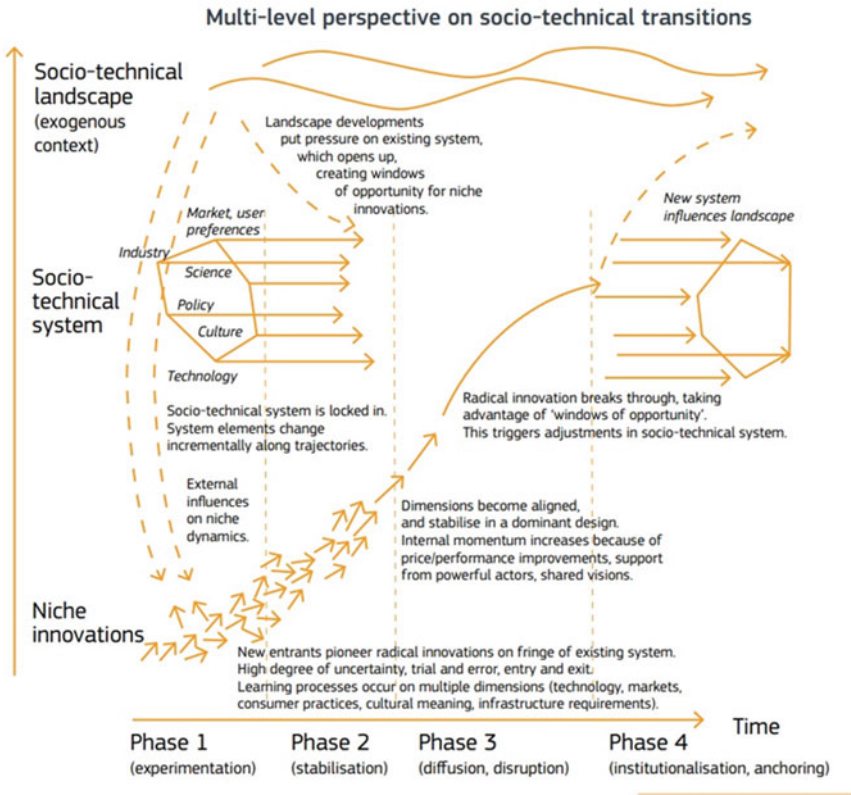 Multi-level perspective on socio-technical transitions
Socio-technical
landscape
(exogenous
context)
Landscape developments
put pressure on existing system,
which opens up,
creating windows
of opportunity for niche
innovations.
New system
influences landscape
Market, user
preferences
Industry
Science
Socio-
technical
system
Policy
Culture
Technology
Socio-technical system is locked in.
System elements change
incrementally along trajectories.
Radical innovation breaks through, taking
advantage of ‘windows of opportunity’.
This triggers adjustments in socio-technical system.
External
influences
on niche
dynamics.
Dimensions become aligned,
and stabilise in a dominant design.
Internal momentum increases because of
price/performance improvements, support
from powerful actors, shared visions.
Niche
innovations
New entrants pioneer radical innovations on fringe of existing system.
High degree of uncertainty, trial and error, entry and exit.
Learning processes occur on multiple dimensions (technology, markets,
consumer practices, cultural meaning, infrastructure requirements).
Time
Phase 1
(experimentation)
Phase 2
(stabilisation)
Phase 3
(diffusion, disruption)
Phase 4
(institutionalisation, anchoring)